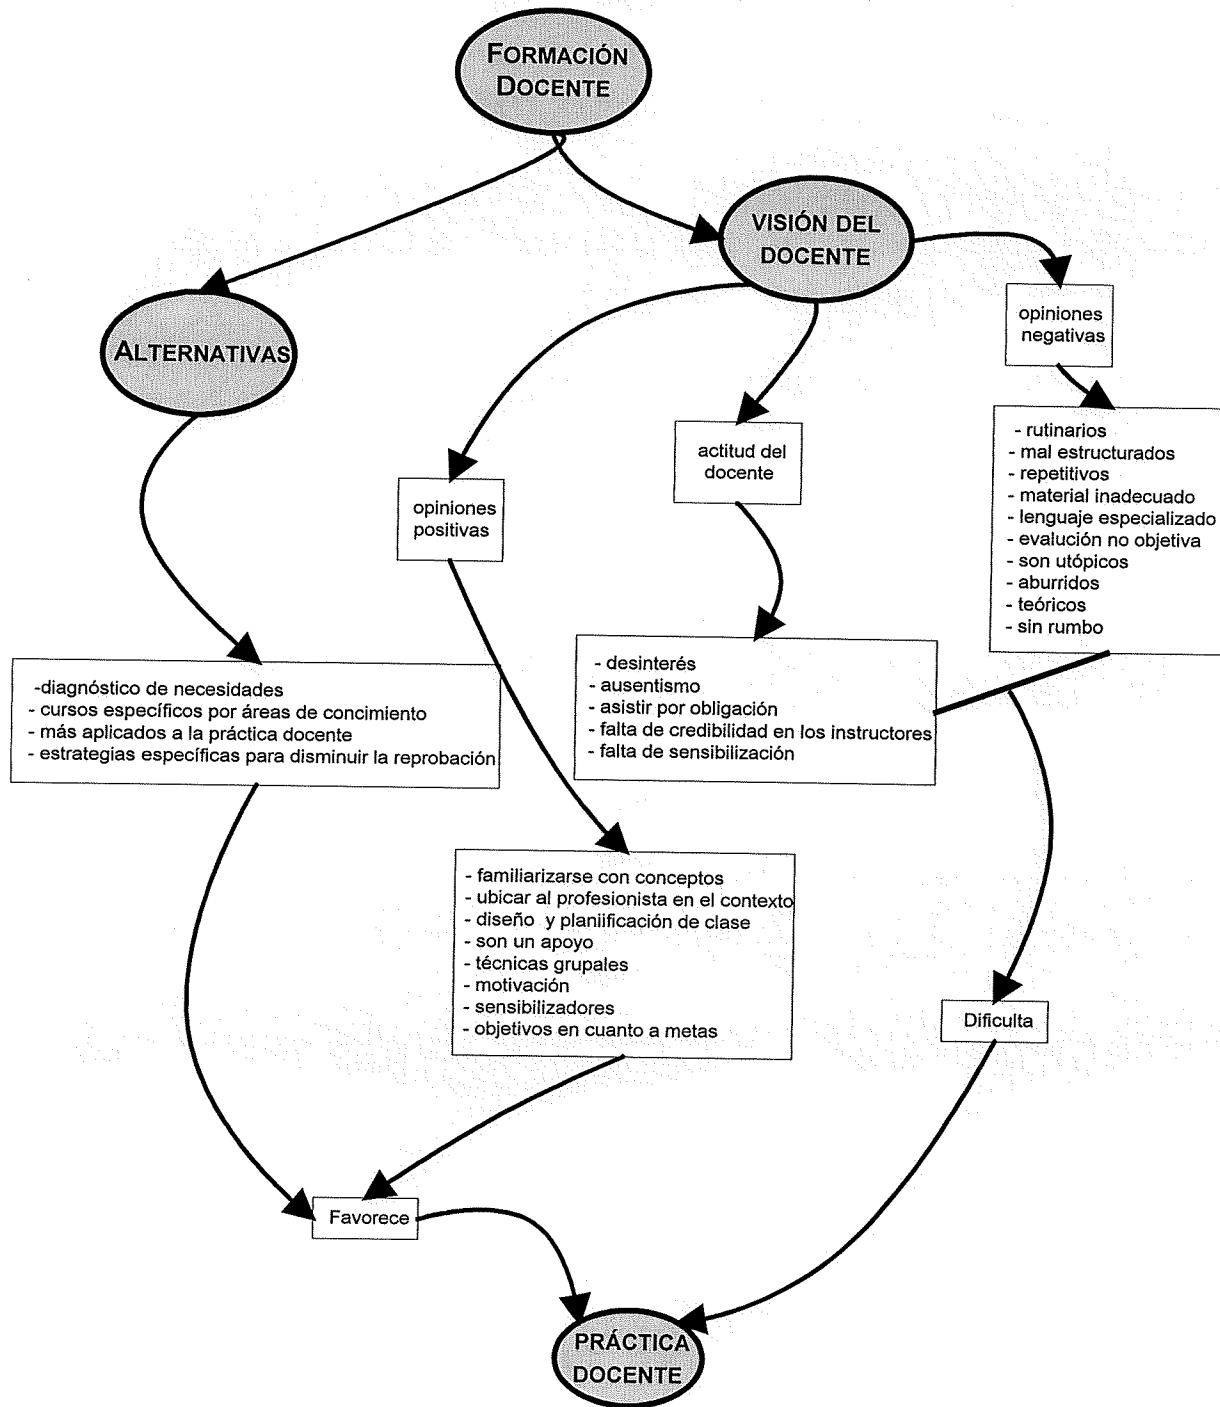 FORMACIÓN
DOCENTE
VISIÓN DEL
DOCENTE
ALTERNATIVAS
opiniones
negativas
- rutinarios
- mal estructurados
- repetitivos
- material inadecuado
- lenguaje especializado
- evalución no objetiva
- son utópicos
- aburridos
- teóricos
- sin rumbo
actitud del
docente
opiniones
positivas
-diagnóstico de necesidades
- cursos específicos por áreas de concimiento
- más aplicados a la práctica docente
- estrategias específicas para disminuir la reprobación
- desinterés
- ausentismo
- asistir por obligación
- falta de credibilidad en los instructores
- falta de sensibilización
- familiarizarse con conceptos
- ubicar al profesionista en el contexto
- diseño y planiificación de clase
- son un apoyo
- técnicas grupales
- motivación
- sensibilizadores
- objetivos en cuanto a metas
Dificulta
Favorece
PRÁCTICA
DOCENTE